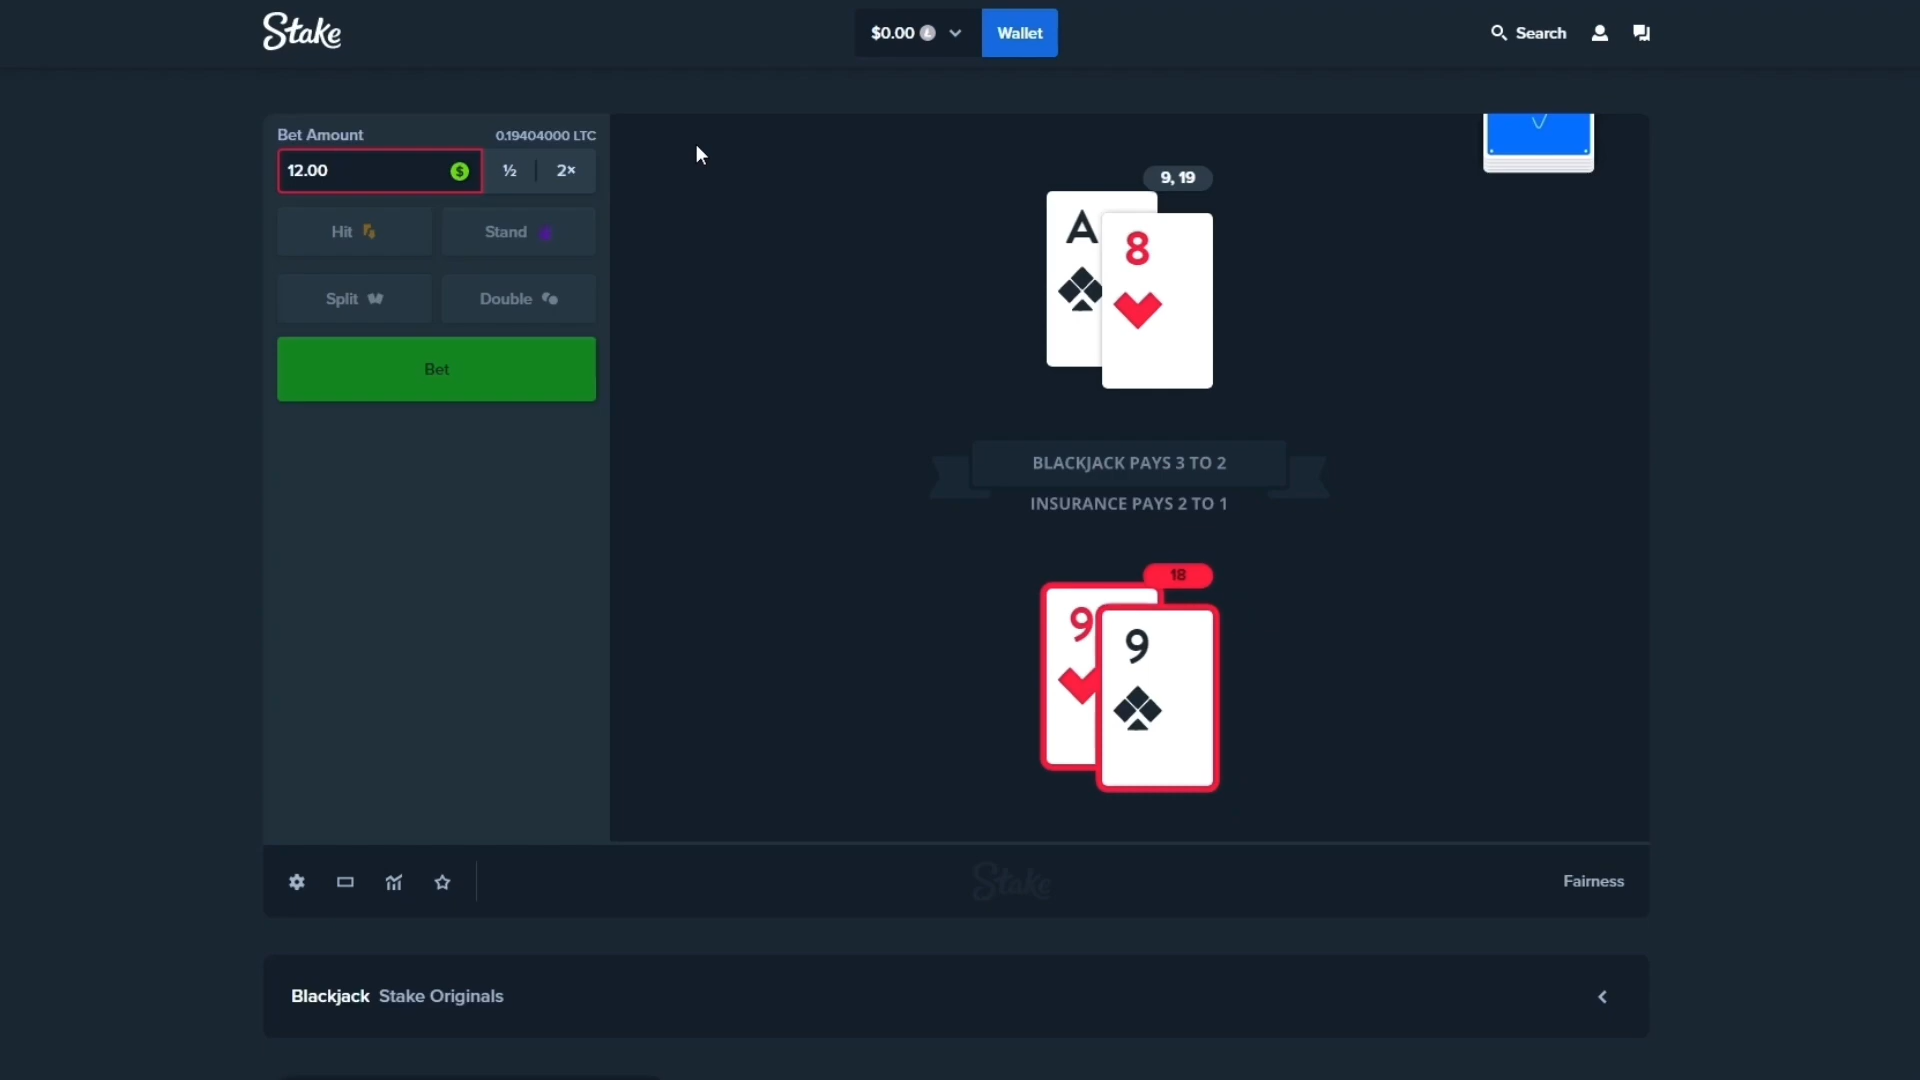 Stake
$0.00
Wallet
Search
Bet Amount
0.19404000 LTC
12.00
$
½
2×
Hit
Stand
Split
Double
Bet
9, 19
A
8
BLACKJACK PAYS 3 TO 2
INSURANCE PAYS 2 TO 1
18
9
9
Stake
Fairness
Blackjack Stake Originals